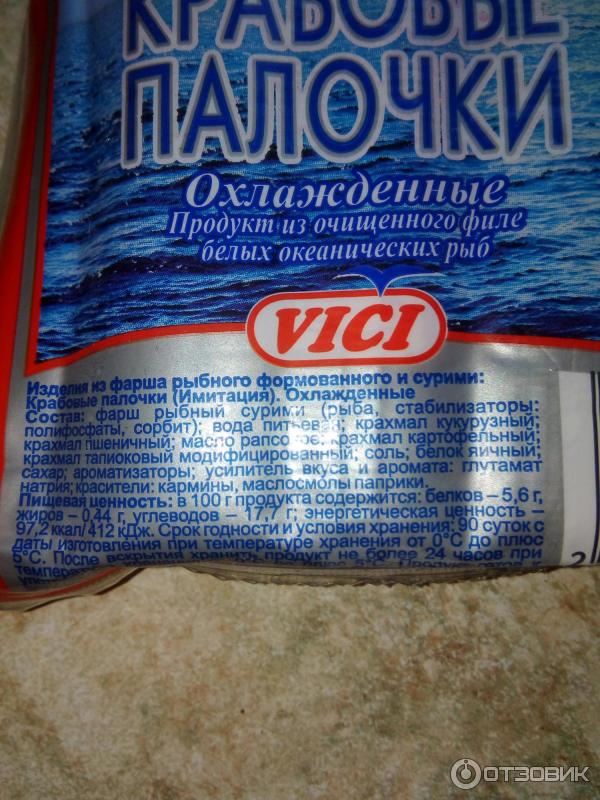 КРАБОВЫЕ
ПАЛОЧКИ
Охлажденные
Продукт из очищенного филе
белых океанических рыб
VICI
Изделия из фарша рыбного формованного и сурими:
Крабовые палочки (Имитация). Охлажденные
Состав: фарш рыбный сурими (рыба, стабилизаторы:
полифосфаты, сорбит); вода питьевая; крахмал кукурузный;
крахмал пшеничный; масло рапсовое; крахмал картофельный;
крахмал тапиоковый модифицированный; соль; белок яичный;
сахар; ароматизаторы; усилитель вкуса и аромата: глутамат
натрия; красители: кармины, маслосмолы паприки.
Пищевая ценность: в 100 г продукта содержится: белков – 5,6 г,
жиров – 0,44 г, углеводов – 17,7 г; энергетическая ценность –
97,2 ккал/ 412 кДж. Срок годности и условия хранения: 90 суток с
даты изготовления при температуре хранения от 0°С до плюс
5°С. После вскрытия хранить продукт не более 24 часов при
плюс 5°С.
2
ОТЗОВИК